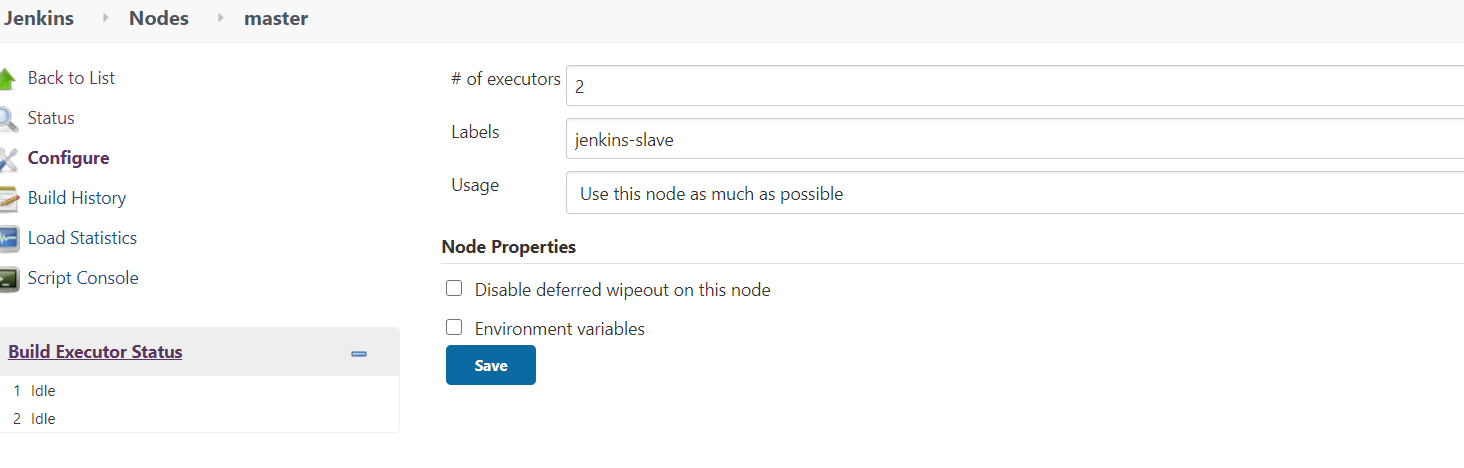 Jenkins Nodes master
Back to List
Status
Configure
Build History
Load Statistics
Script Console
Build Executor Status
1 Idle
2 Idle
# of executors 2
Labels jenkins-slave
Usage Use this node as much as possible
Node Properties
Disable deferred wipeout on this node
Environment variables
Save